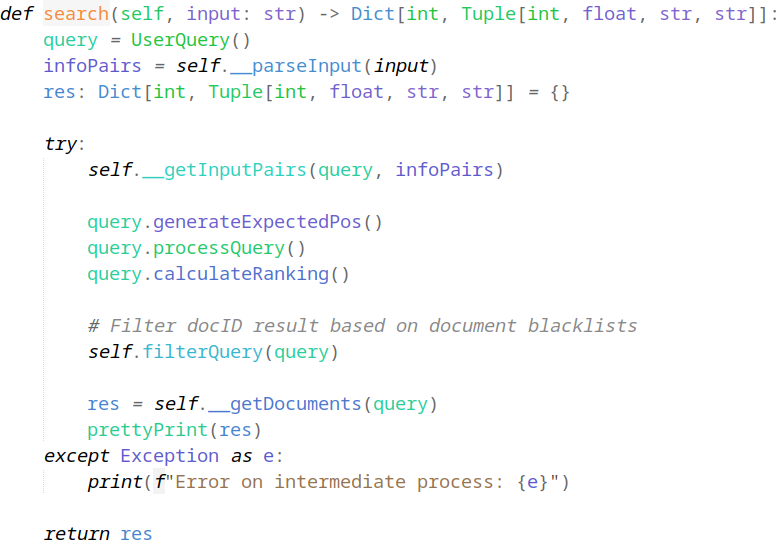 def search(self, input: str) -> Dict[int, Tuple[int, float, str, str]]:
    query = UserQuery()
    infoPairs = self.__parseInput(input)
    res: Dict[int, Tuple[int, float, str, str]] = {}

    try:
        self.__getInputPairs(query, infoPairs)

        query.generateExpectedPos()
        query.processQuery()
        query.calculateRanking()

        # Filter docID result based on document blacklists
        self.filterQuery(query)

        res = self.__getDocuments(query)
        prettyPrint(res)
    except Exception as e:
        print(f"Error on intermediate process: {e}")

    return res